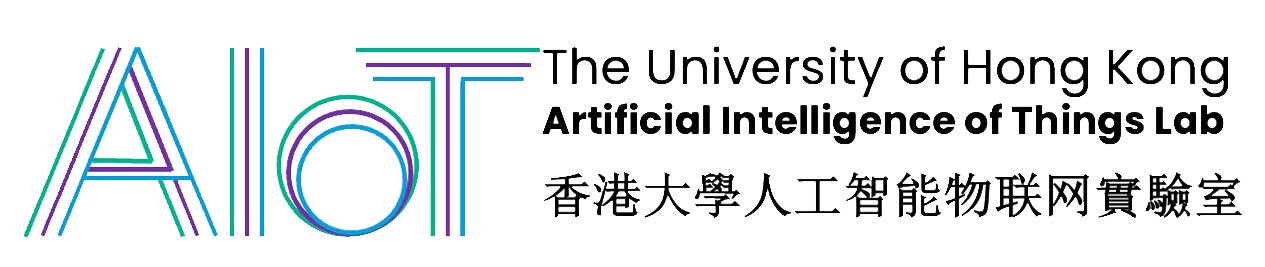 AIoT
The University of Hong Kong
Artificial Intelligence of Things Lab
香港大學人工智能物联网實驗室